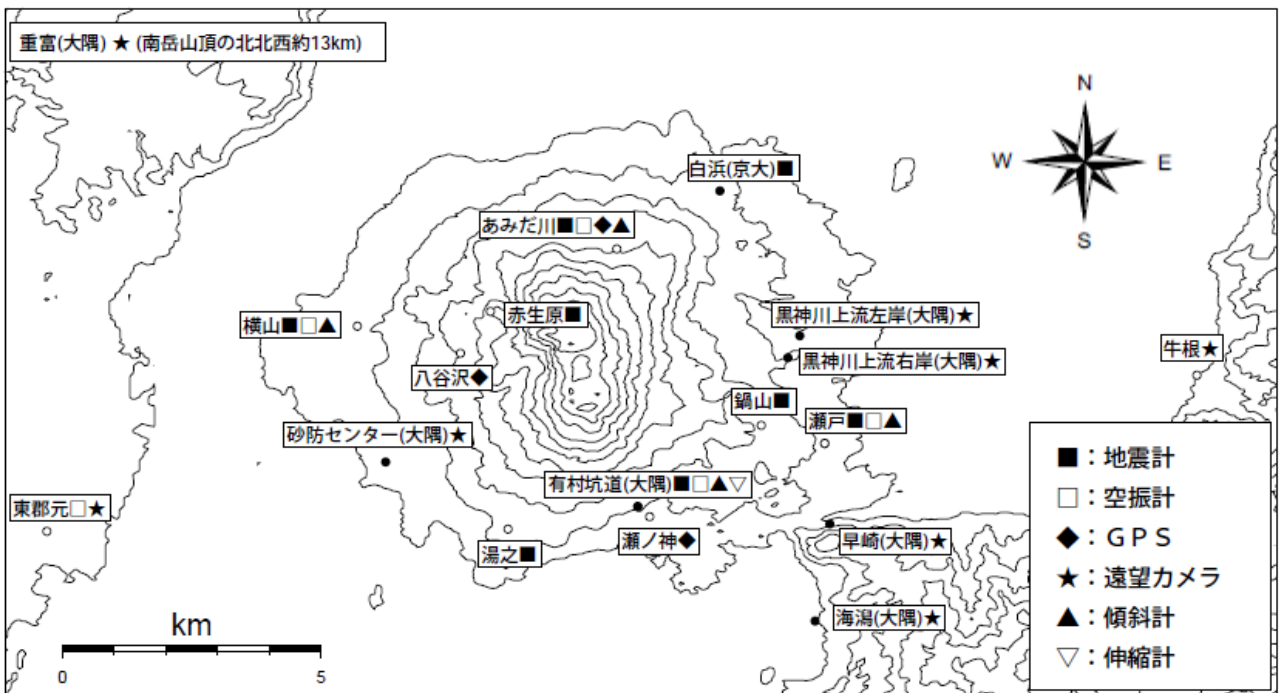 重富(大隅) ★ (南岳山頂の北北西約13km)
N
W
E
S
白浜(京大)■
あみだ川■□◆▲
赤生原■
横山■□▲
黒神川上流左岸(大隅)★
黒神川上流右岸(大隅)★
牛根★
八谷沢◆
鍋山■
瀬戸■□▲
砂防センター(大隅)★
有村坑道(大隅)■□▲▽
東郡元□★
瀬ノ神◆
早崎(大隅)★
湯之■
海潟(大隅)★
km
0
5
■：地震計
□：空振計
◆：ＧＰＳ
★：遠望カメラ
▲：傾斜計
▽：伸縮計